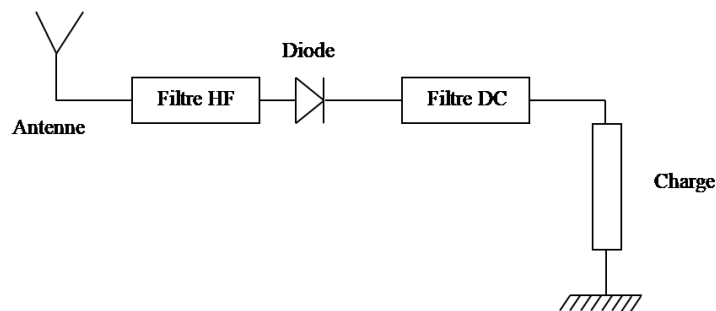 Diode
Filtre HF
Filtre DC
Antenne
Charge